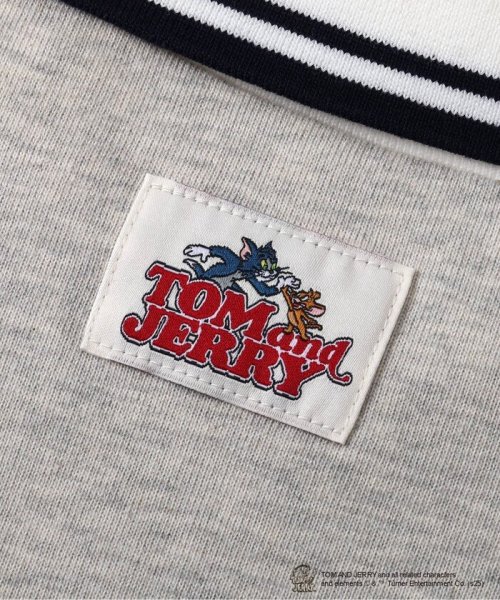 TOM and
JERRY
TOM AND JERRY and all related characters
and elements © & ™ Turner Entertainment Co. (s25)